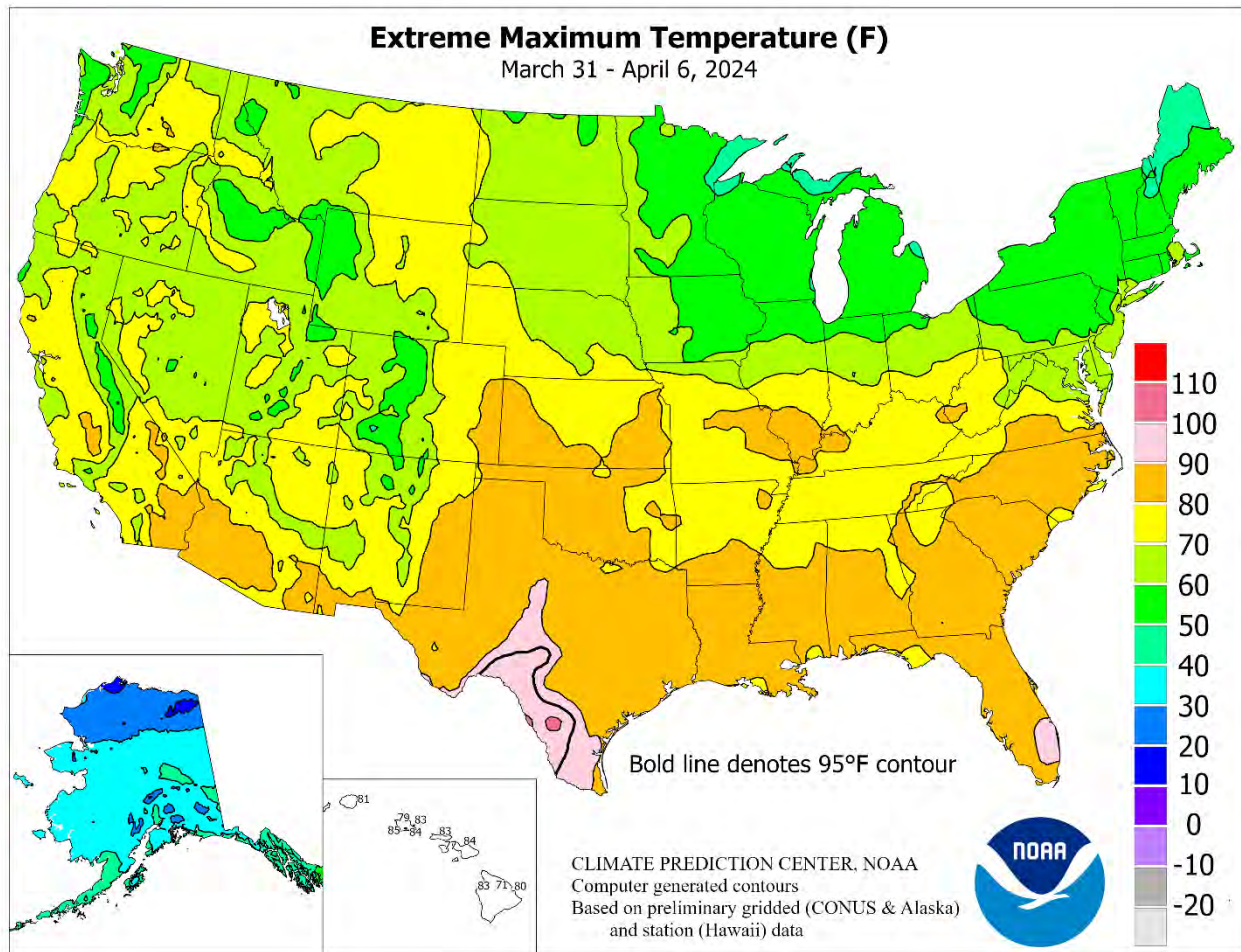 Extreme Maximum Temperature (F)
March 31 - April 6, 2024
110
100
90
80
70
60
50
40
30
20
10
0
-10
-20
Bold line denotes 95°F contour
81
79 83
85 84
83
77 84
83 71 80
CLIMATE PREDICTION CENTER, NOAA
Computer generated contours
Based on preliminary gridded (CONUS & Alaska)
and station (Hawaii) data
NOAA